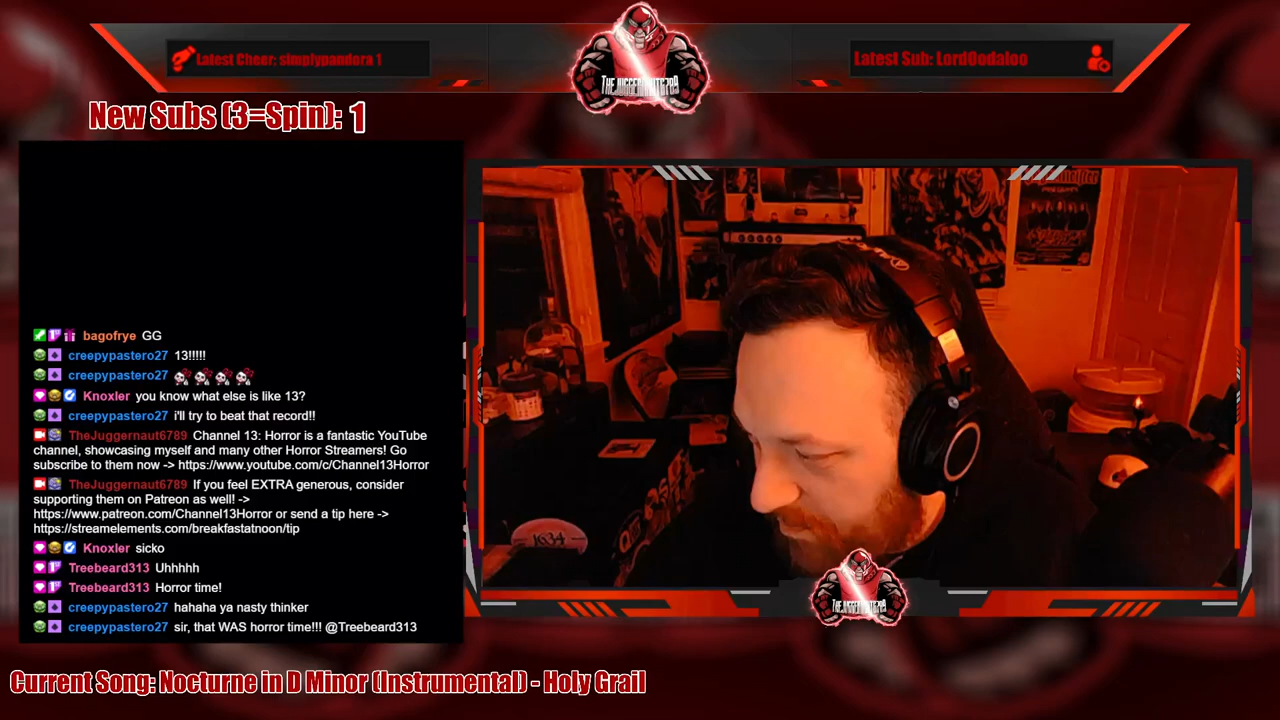 Latest Cheer: simplypandora 1
THEJUGGERNAUT6789
Latest Sub: LordOodaloo
New Subs (3=Spin): 1
bagofrye GG
creepypastero27 13!!!!!
creepypastero27
Knoxler you know what else is like 13?
creepypastero27 i'll try to beat that record!!
TheJuggernaut6789 Channel 13: Horror is a fantastic YouTube
channel, showcasing myself and many other Horror Streamers! Go
subscribe to them now -> https://www.youtube.com/c/Channel13Horror
TheJuggernaut6789 If you feel EXTRA generous, consider
supporting them on Patreon as well! ->
https://www.patreon.com/Channel13Horror or send a tip here ->
https://streamelements.com/breakfastatnoon/tip
Knoxler sicko
Treebeard313 Uhhhhh
Treebeard313 Horror time!
creepypastero27 hahaha ya nasty thinker
creepypastero27 sir, that WAS horror time!!! @Treebeard313
1634
THEJUGGERNAUT6789
Current Song: Nocturne in D Minor (Instrumental) - Holy Grail